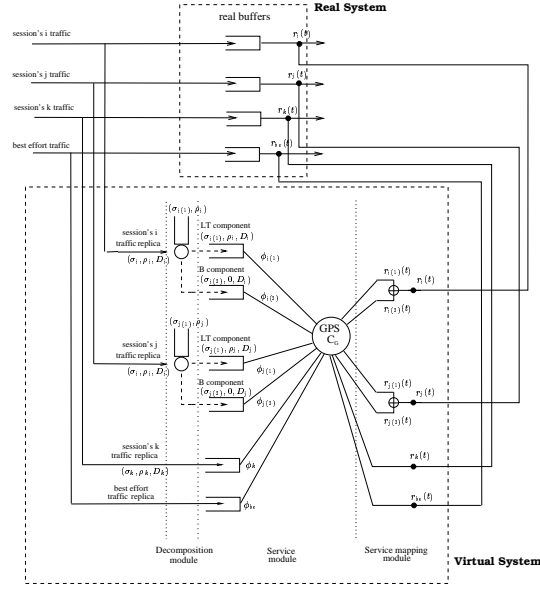 Real System
real buffers
session's i traffic
r_i(t)
session's j traffic
r_j(t)
session's k traffic
r_k(t)
best effort traffic
r_be(t)
(σ_i(1), ρ_i)
session's i
traffic replica
(σ_i, ρ_i, D_i)
LT component
(σ_i(1), ρ_i, D_i)
ϕ_i(1)
B component
(σ_i(2), 0, D_i)
ϕ_i(2)
r_i(1)(t)
r_i(t)
r_i(2)(t)
GPS
C_G
(σ_j(1), ρ_j)
session's j
traffic replica
(σ_i, ρ_i, D_i)
LT component
(σ_j(1), ρ_j, D_j)
ϕ_j(1)
B component
(σ_j(2), 0, D_j)
ϕ_j(2)
r_j(1)(t)
r_j(t)
r_j(2)(t)
session's k
traffic replica
(σ_k, ρ_k, D_k)
ϕ_k
r_k(t)
best effort
traffic replica
ϕ_be
r_be(t)
Decomposition
module
Service
module
Service mapping
module
Virtual System